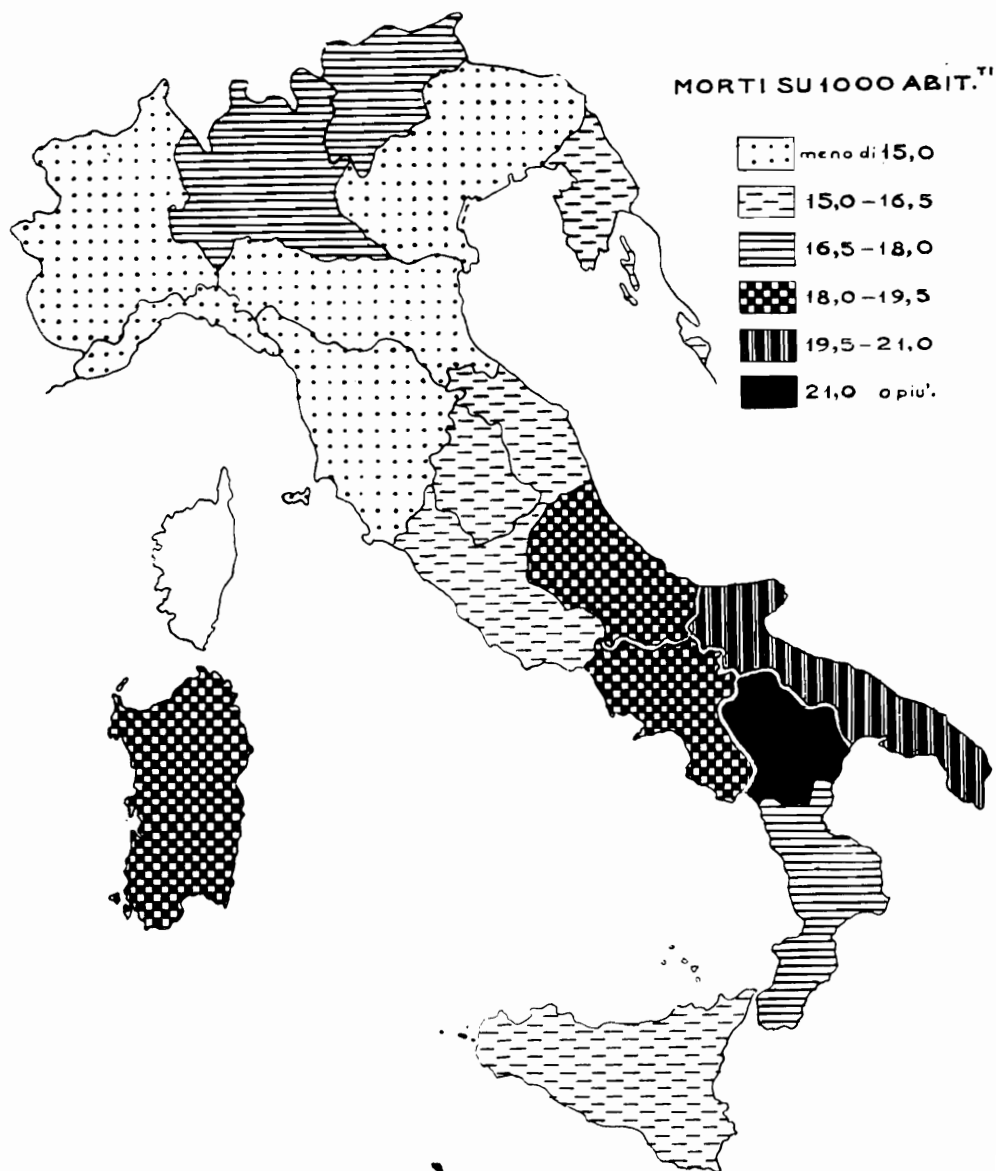 MORTI SU 1000 ABIT.TI
meno di 15,0
15,0-16,5
16,5-18,0
18,0-19,5
19,5-21,0
21,0 o piu'.